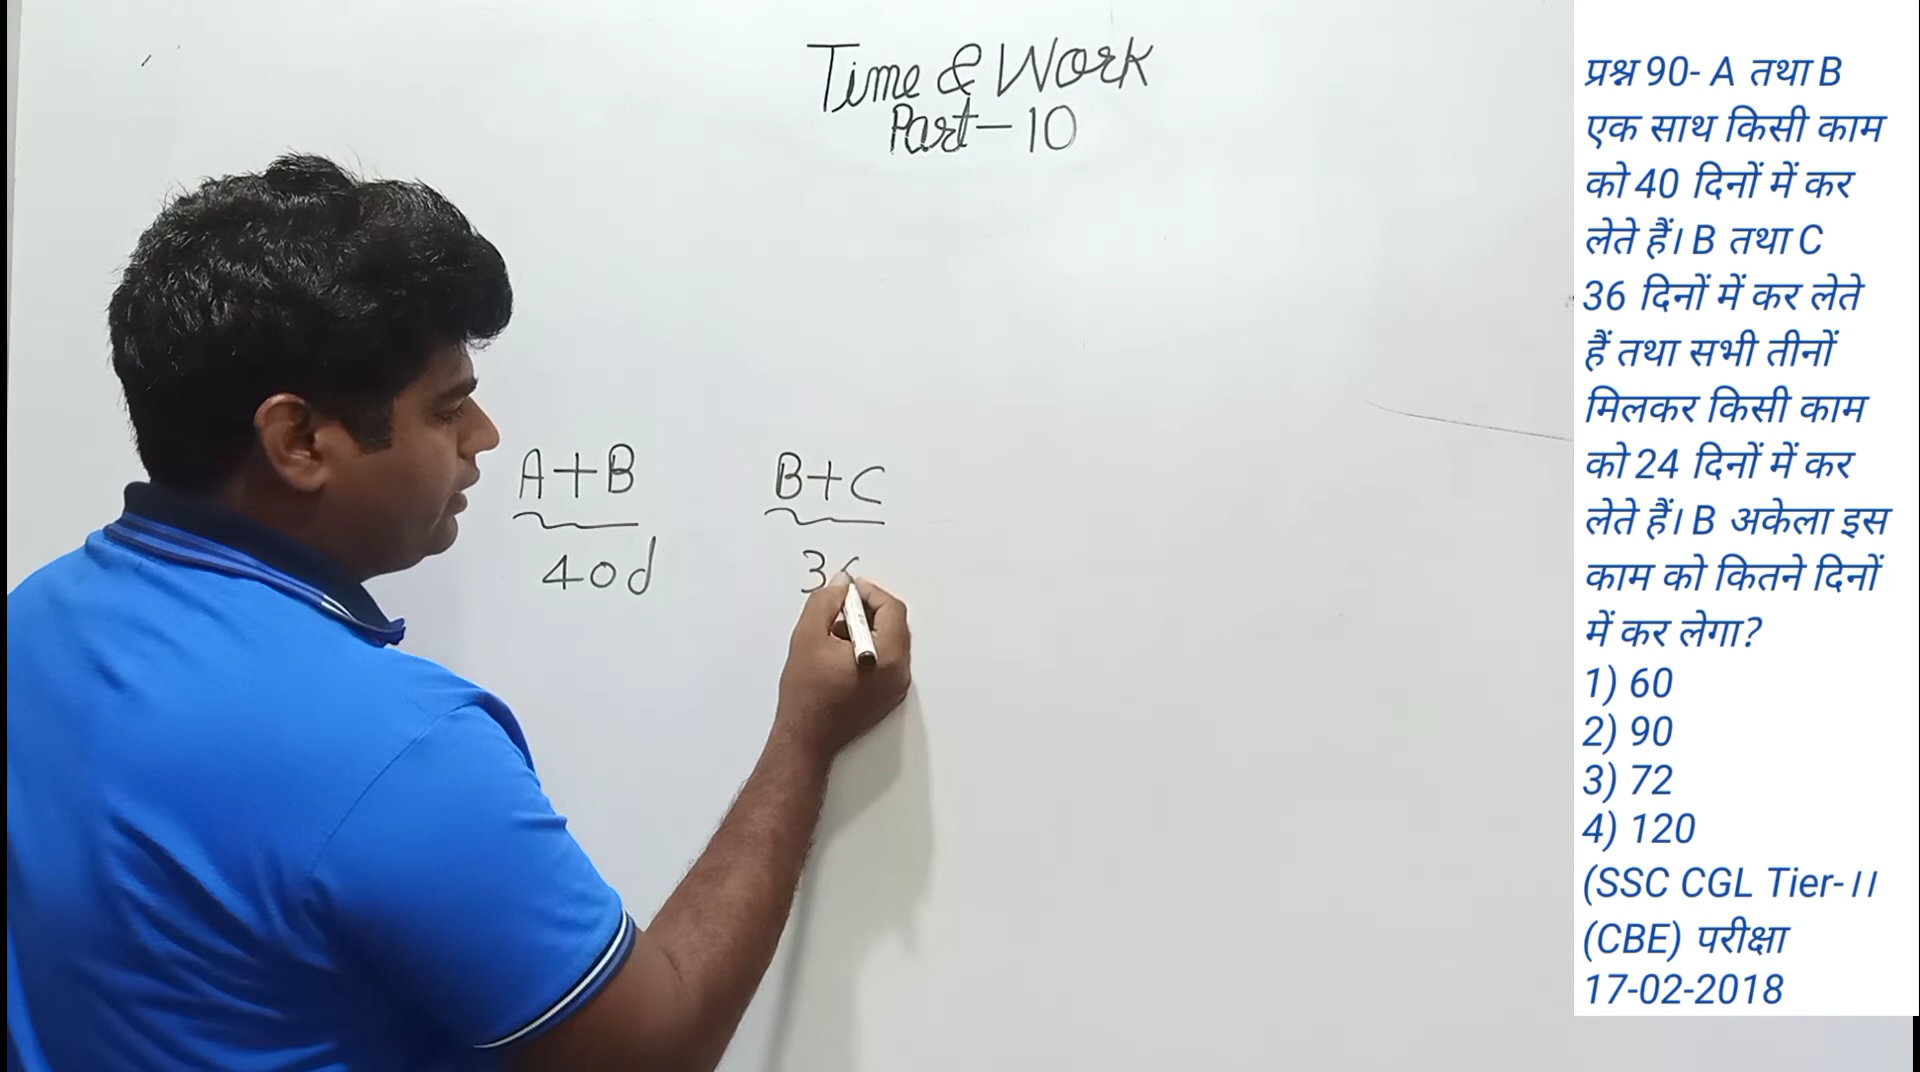 Time & Work
Part-10
A+B
B+C
40d
36
प्रश्न 90- A तथा B
एक साथ किसी काम
को 40 दिनों में कर
लेते हैं। B तथा C
36 दिनों में कर लेते
हैं तथा सभी तीनों
मिलकर किसी काम
को 24 दिनों में कर
लेते हैं। B अकेला इस
काम को कितने दिनों
में कर लेगा?
1) 60
2) 90
3) 72
4) 120
(SSC CGL Tier-।।
(CBE) परीक्षा
17-02-2018